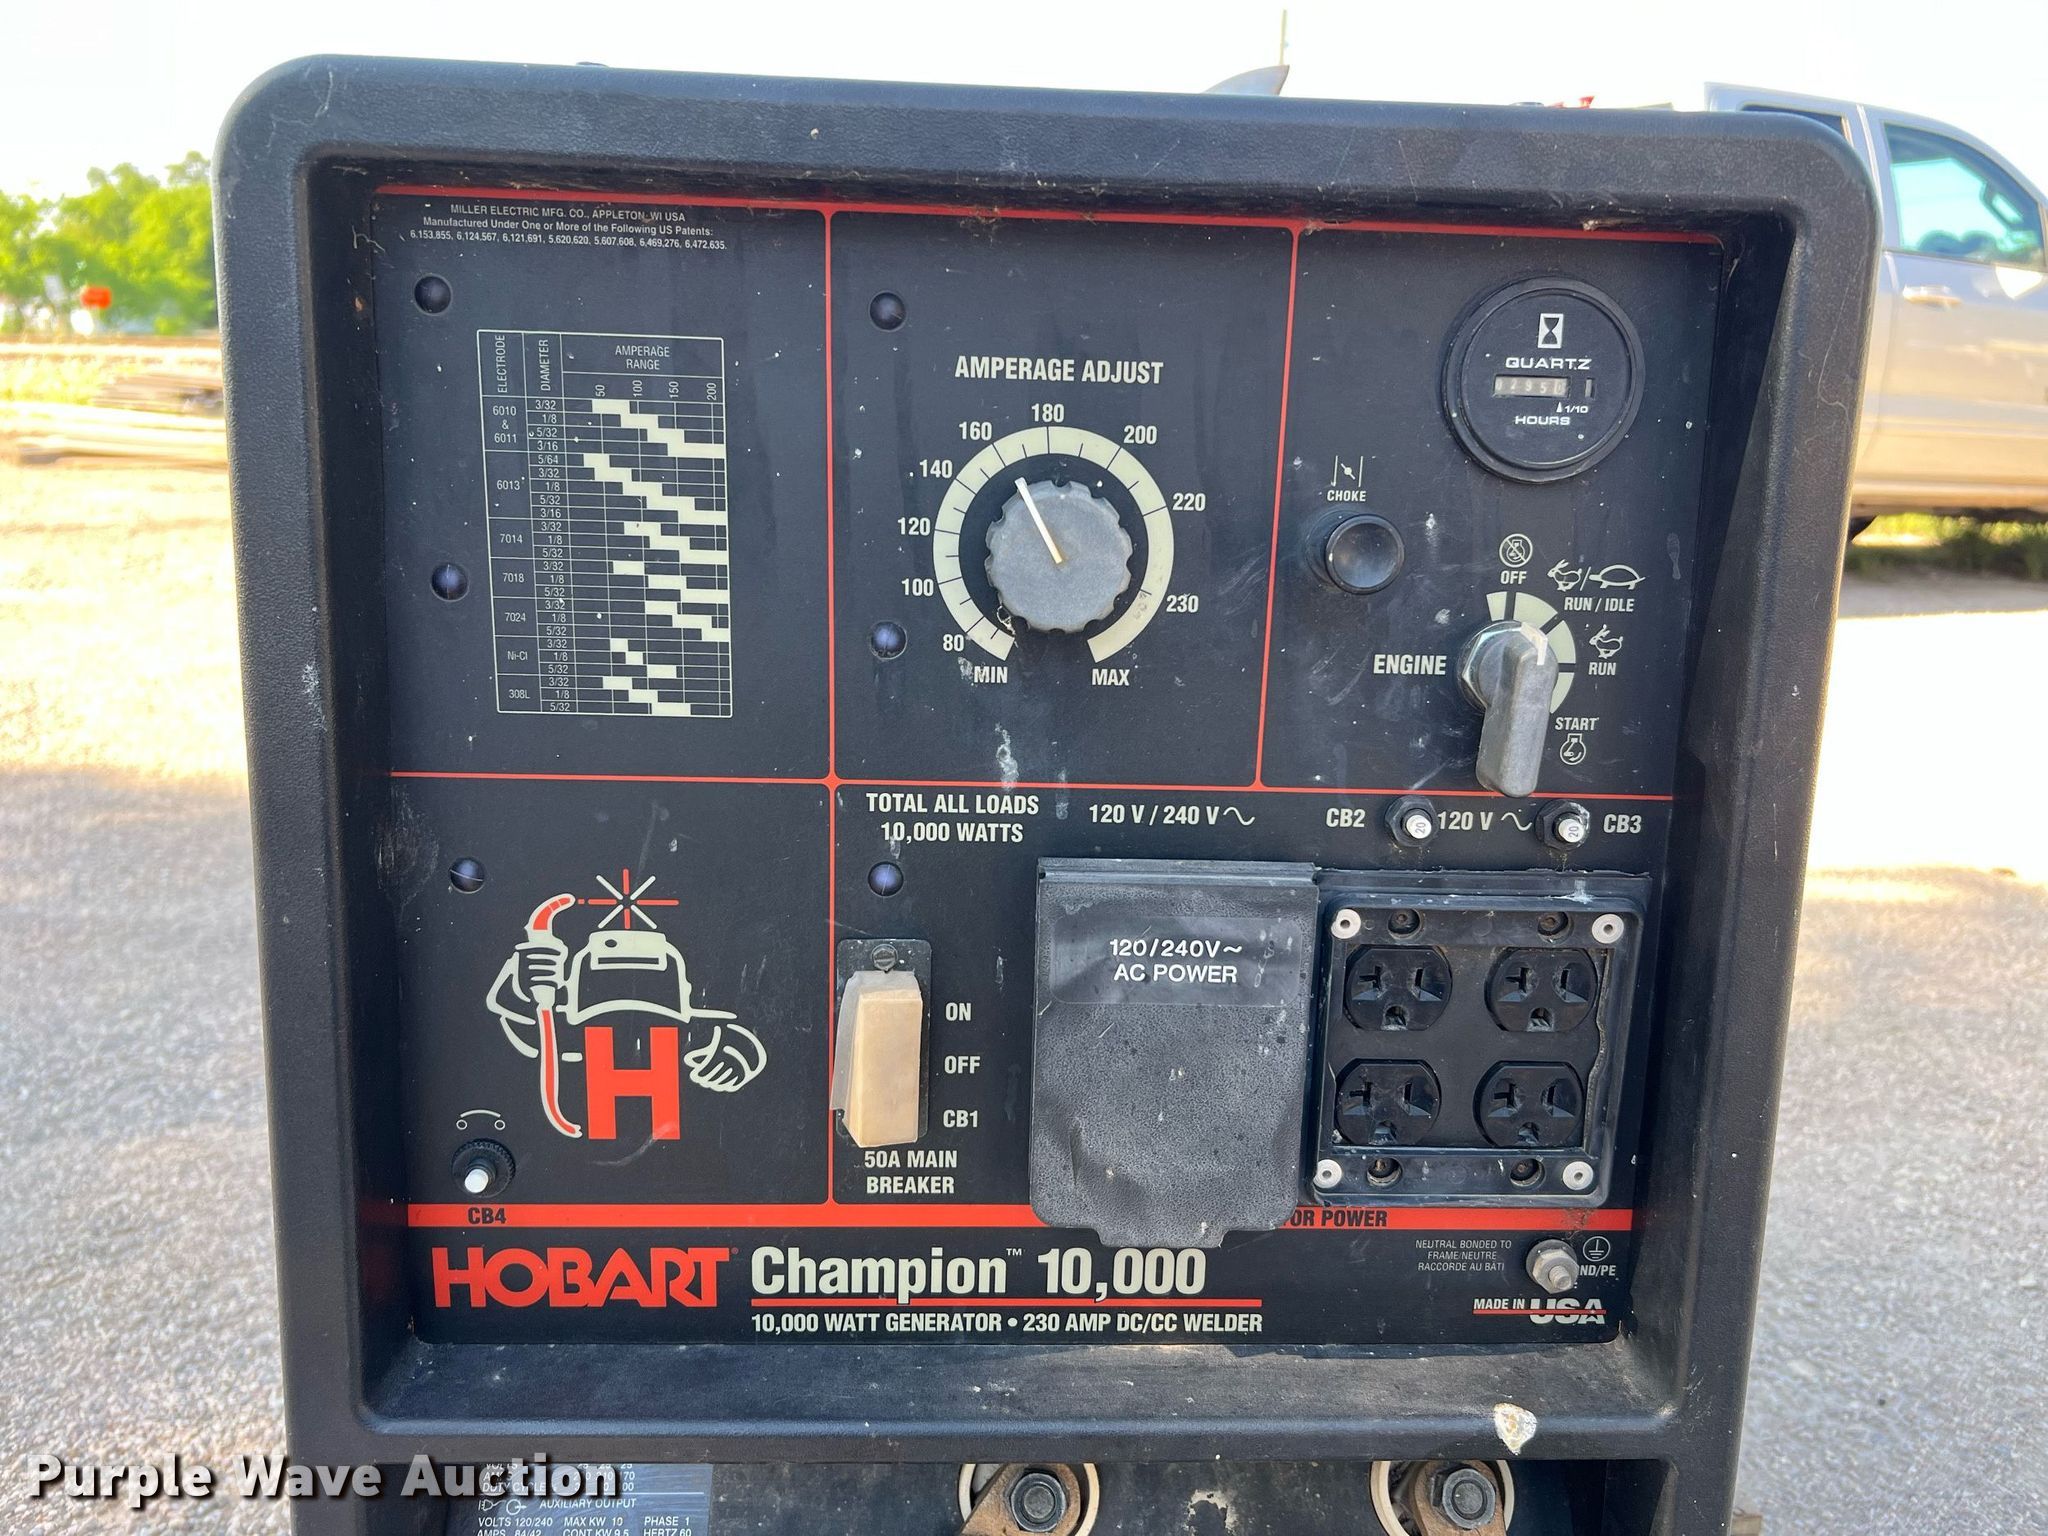 MILLER ELECTRIC MFG. CO., APPLETON, WI USA
Manufactured Under One or More of the Following US Patents:
6,153,855, 6,124,567, 6,121,691, 5,620,620, 5,607,608, 6,469,276, 6,472,635.
ELECTRODE
DIAMETER
AMPERAGE
RANGE
50 100 150 200
6010
&
6011
3/32
1/8
5/32
3/16
6013
5/64
3/32
1/8
5/32
3/16
7014
3/32
1/8
5/32
7018
3/32
1/8
5/32
7024
3/32
1/8
5/32
Ni-Cl
3/32
1/8
5/32
308L
3/32
1/8
5/32
AMPERAGE ADJUST
MIN 80 100 120 140 160 180 200 220 230 MAX
QUARTZ
1/10
HOURS
CHOKE
OFF
RUN / IDLE
RUN
START
ENGINE
TOTAL ALL LOADS
10,000 WATTS
120 V / 240 V
CB2
20
120 V
20
CB3
120/240V~
AC POWER
ON
OFF
CB1
50A MAIN
BREAKER
H
CB4
POWER
HOBART® Champion™ 10,000
10,000 WATT GENERATOR • 230 AMP DC/CC WELDER
NEUTRAL BONDED TO
FRAME/NEUTRE
RACCORDE AU BÂTI
ND/PE
MADE IN USA
Purple Wave Auction
AUXILIARY OUTPUT
VOLTS 120/240 MAX KW 10 PHASE 1
AMPS 84/42 CONT KW 9.5 HERTZ 60